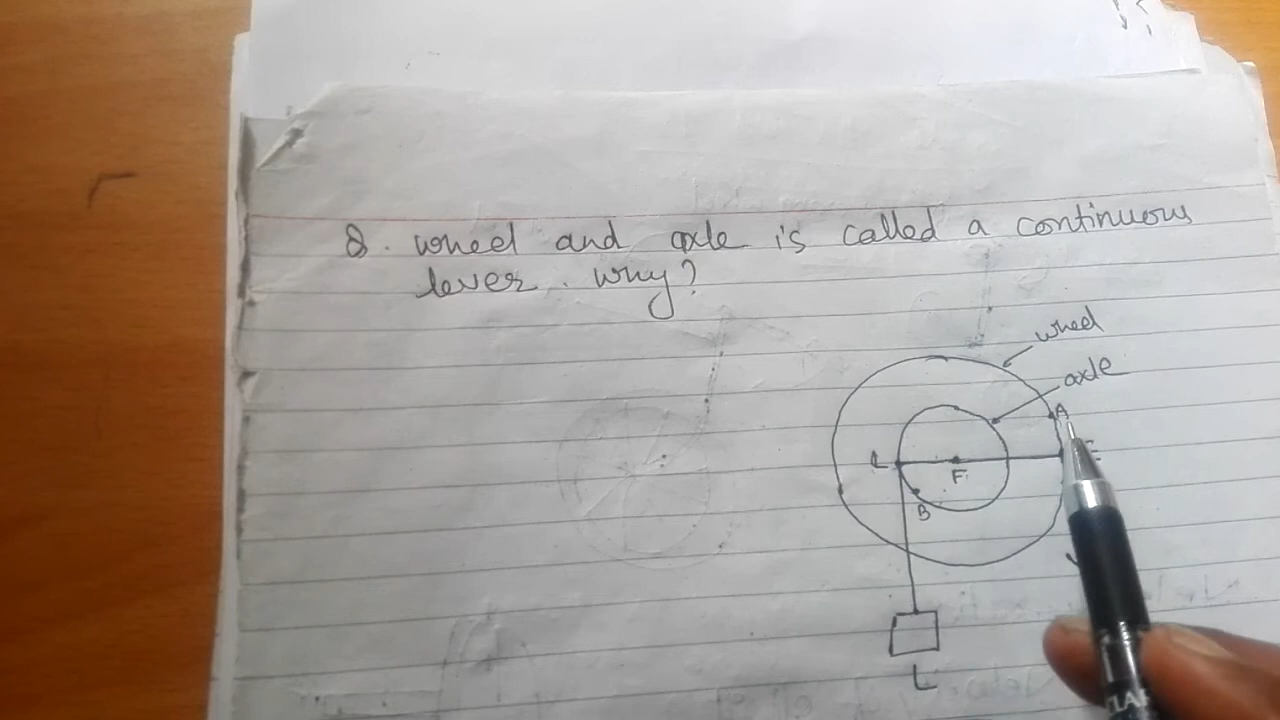 Q. wheel and axle is called a continuous
lever. why?
wheel
axle
A
L
F
B
L